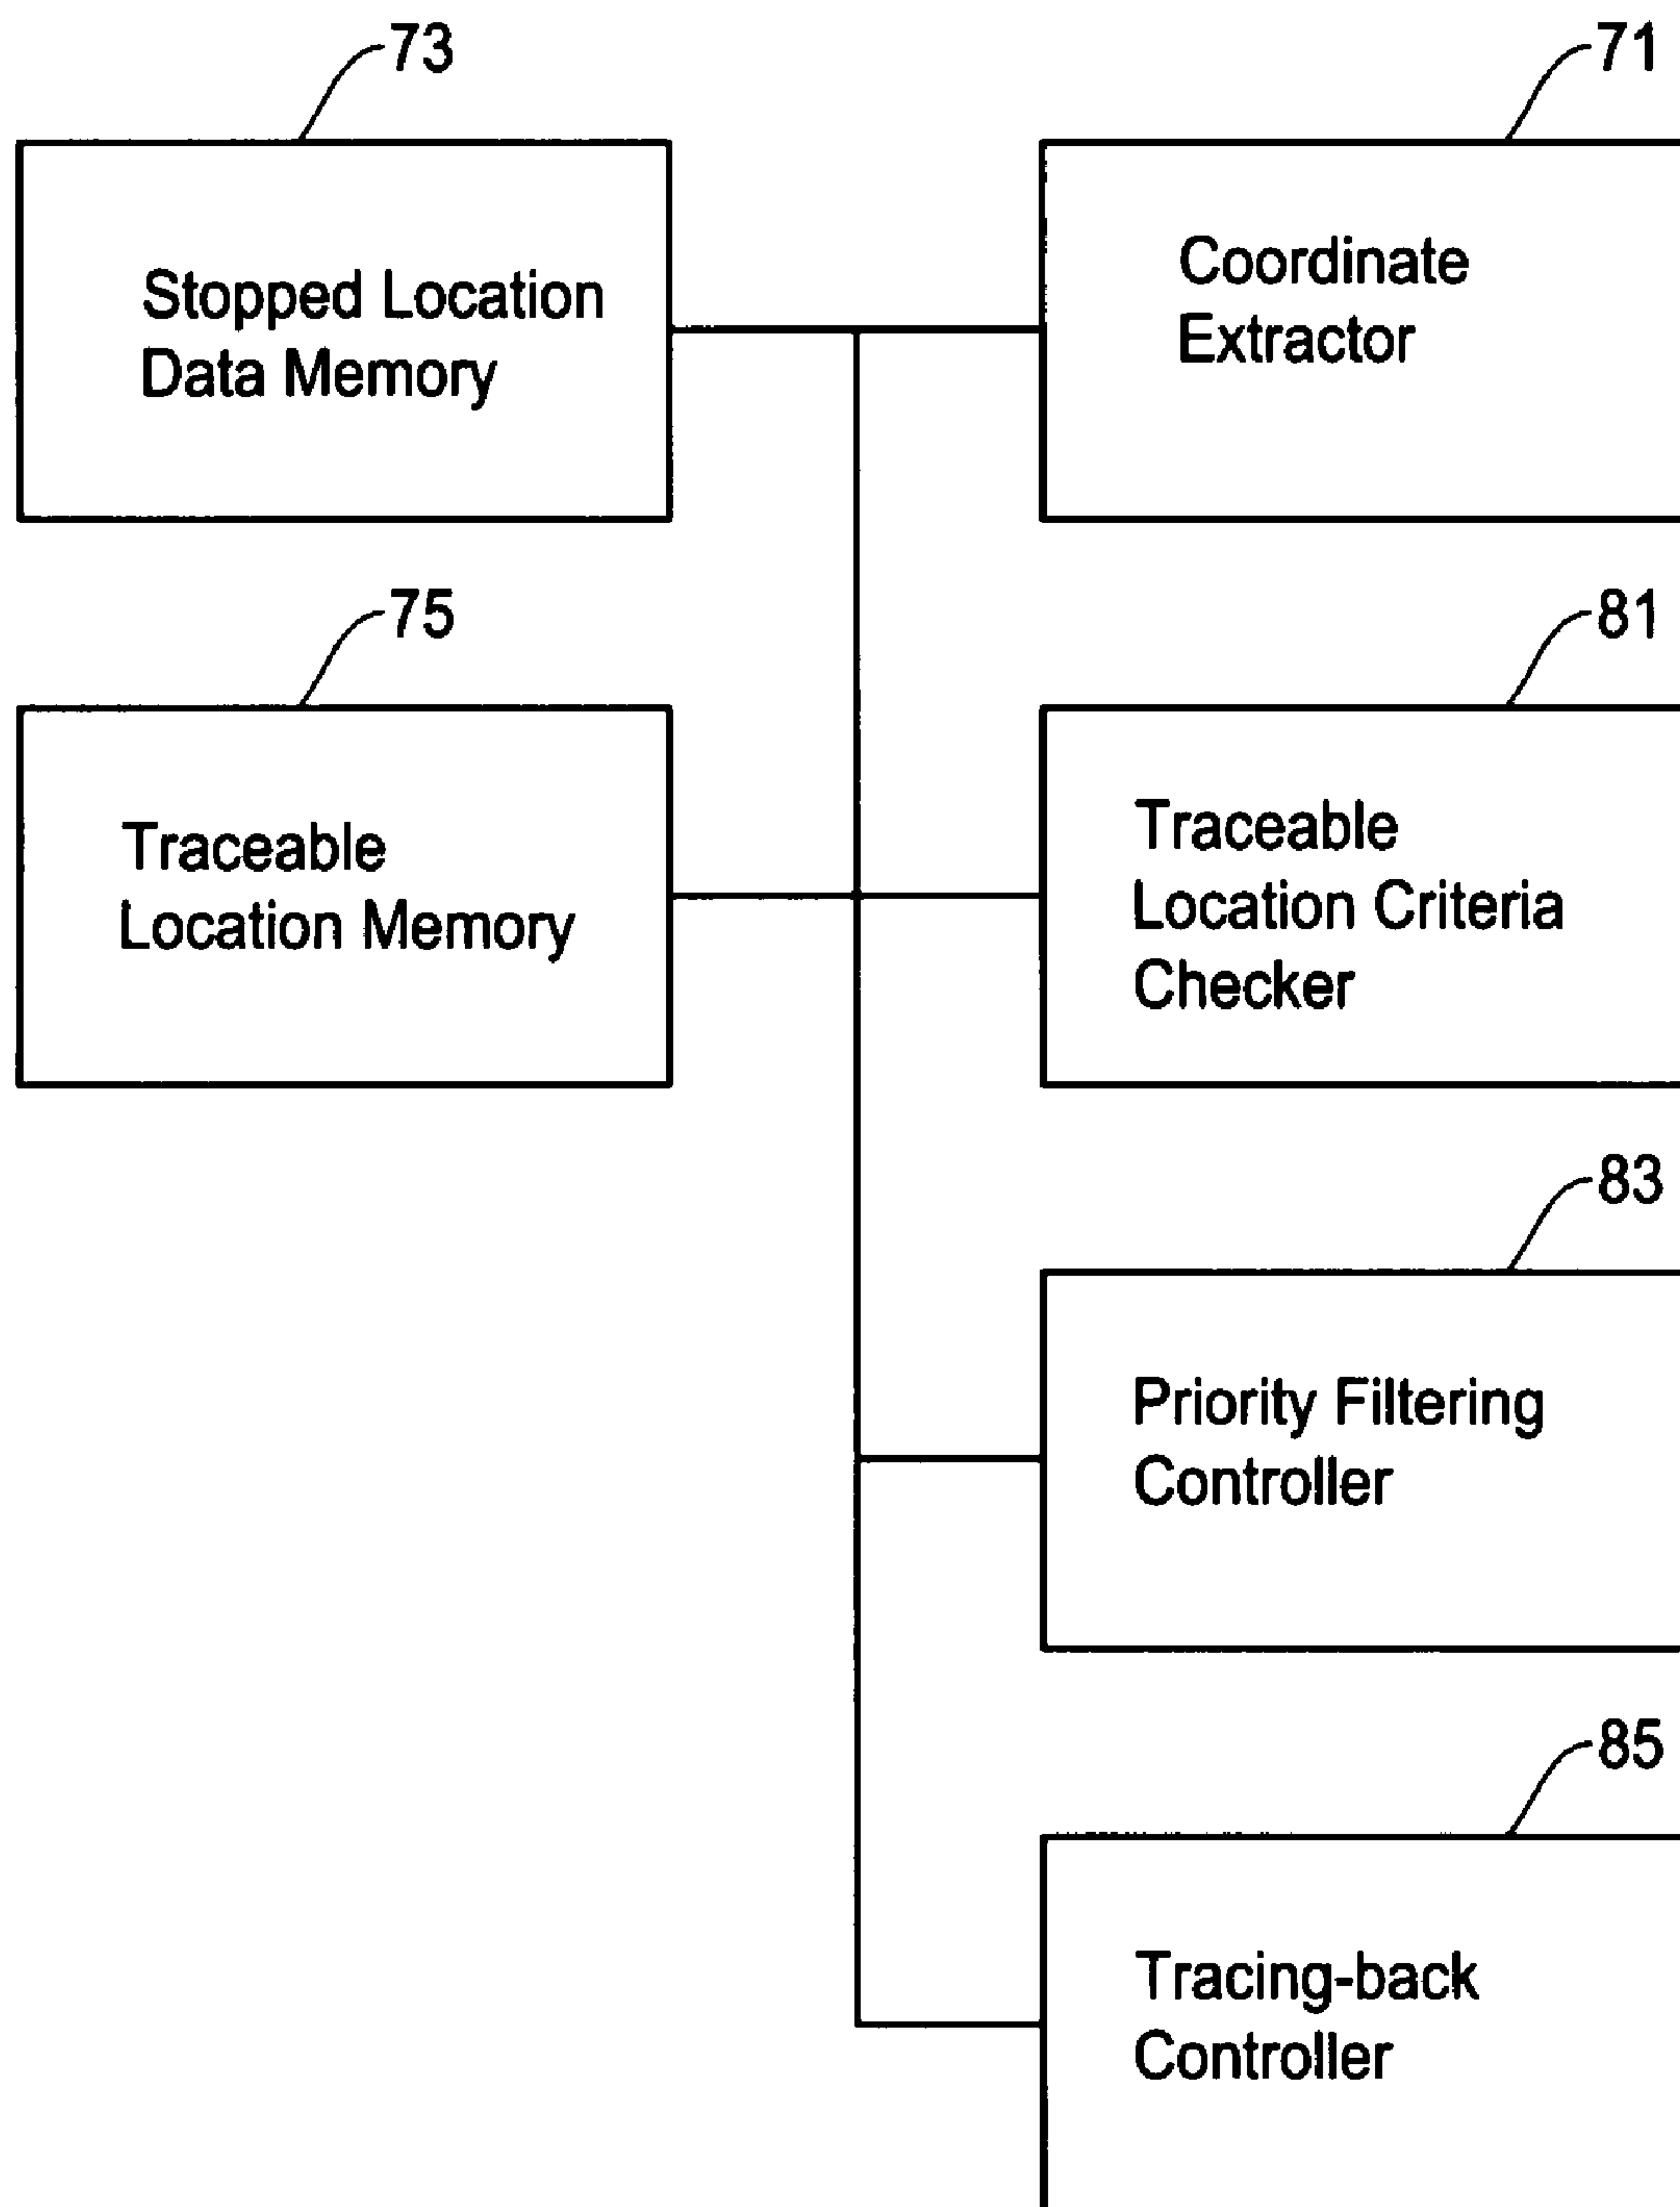 73
71
Stopped Location
Data Memory
Coordinate
Extractor
75
81
Traceable
Location Memory
Traceable
Location Criteria
Checker
83
Priority Filtering
Controller
85
Tracing-back
Controller